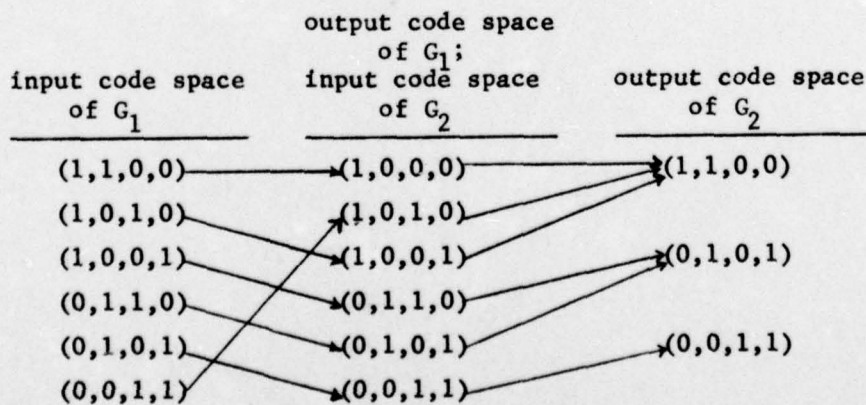 output code space
of G1;
input code space input code space output code space
of G1 of G2 of G2
(1,1,0,0) (1,0,0,0) (1,1,0,0)
(1,0,1,0) (1,0,1,0)
(1,0,0,1) (1,0,0,1) (0,1,0,1)
(0,1,1,0) (0,1,1,0)
(0,1,0,1) (0,1,0,1) (0,0,1,1)
(0,0,1,1) (0,0,1,1)